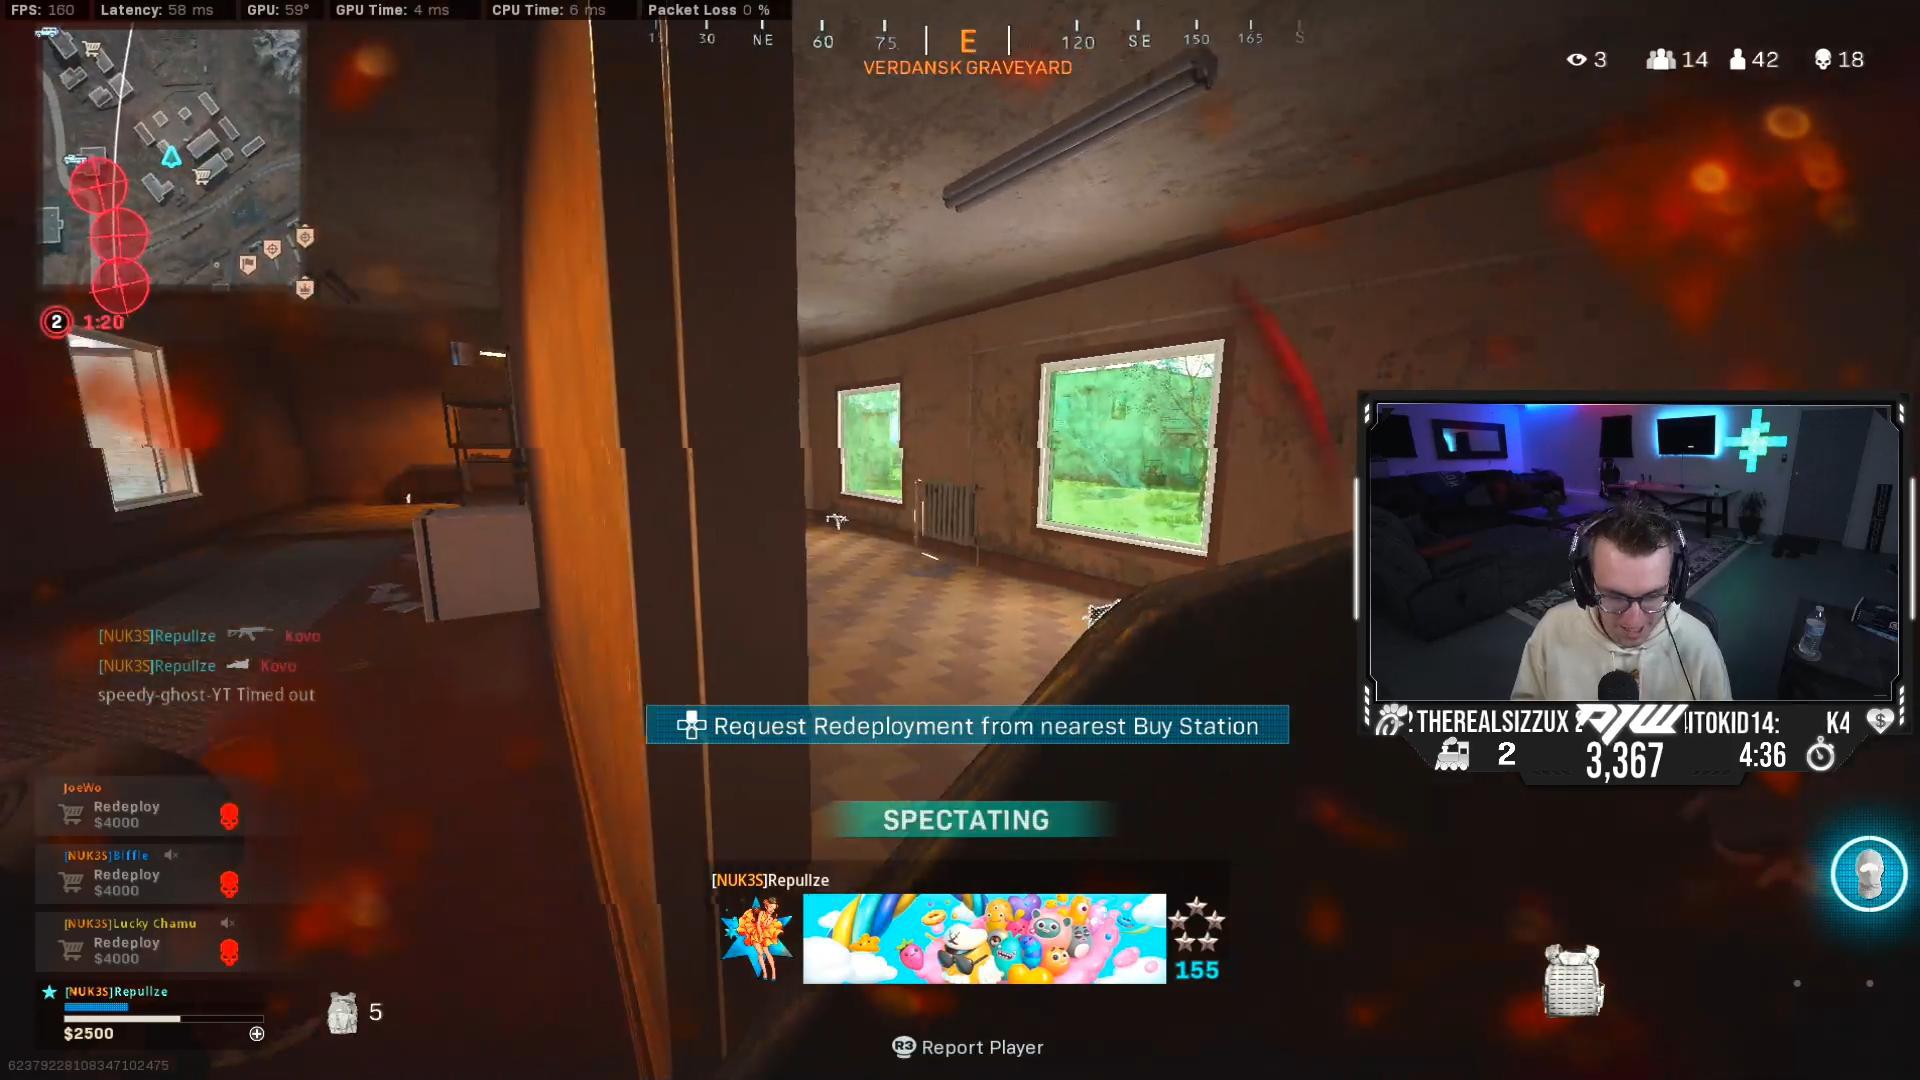 FPS: 160 Latency: 58 ms GPU: 59° GPU Time: 4 ms CPU Time: 6 ms Packet Loss 0 %
30 NE 60 75 E 120 SE 150 165 S
VERDANSK GRAVEYARD
3 14 42 18
2 1:20
[NUK3S]Repullze Kovo
[NUK3S]Repullze Kovo
speedy-ghost-YT Timed out
Request Redeployment from nearest Buy Station
THEREALSIZZUX
ITOKID14: K4
2 3,367 4:36
SPECTATING
JoeWo
Redeploy
$4000
[NUK3S]Biffle
Redeploy
$4000
[NUK3S]Lucky Chamu
Redeploy
$4000
[NUK3S]Repullze
$2500
5
[NUK3S]Repullze
155
R3 Report Player
62379228108347102475